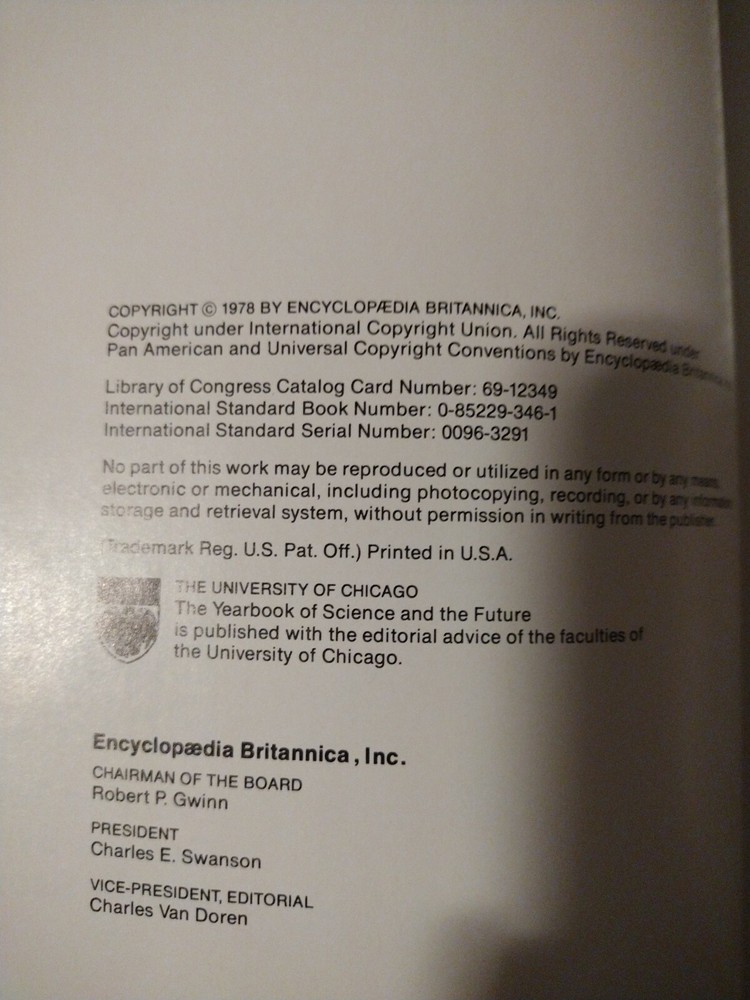 COPYRIGHT © 1978 BY ENCYCLOPÆDIA BRITANNICA, INC.
Copyright under International Copyright Union. All Rights Reserved under
Pan American and Universal Copyright Conventions by Encyclopædia
Library of Congress Catalog Card Number: 69-12349
International Standard Book Number: 0-85229-346-1
International Standard Serial Number: 0096-3291
No part of this work may be reproduced or utilized in any form or by any means,
electronic or mechanical, including photocopying, recording, or by any information
storage and retrieval system, without permission in writing from the publisher.
(Trademark Reg. U.S. Pat. Off.) Printed in U.S.A.
THE UNIVERSITY OF CHICAGO
The Yearbook of Science and the Future
is published with the editorial advice of the faculties of
the University of Chicago.
Encyclopædia Britannica, Inc.
CHAIRMAN OF THE BOARD
Robert P. Gwinn
PRESIDENT
Charles E. Swanson
VICE-PRESIDENT, EDITORIAL
Charles Van Doren